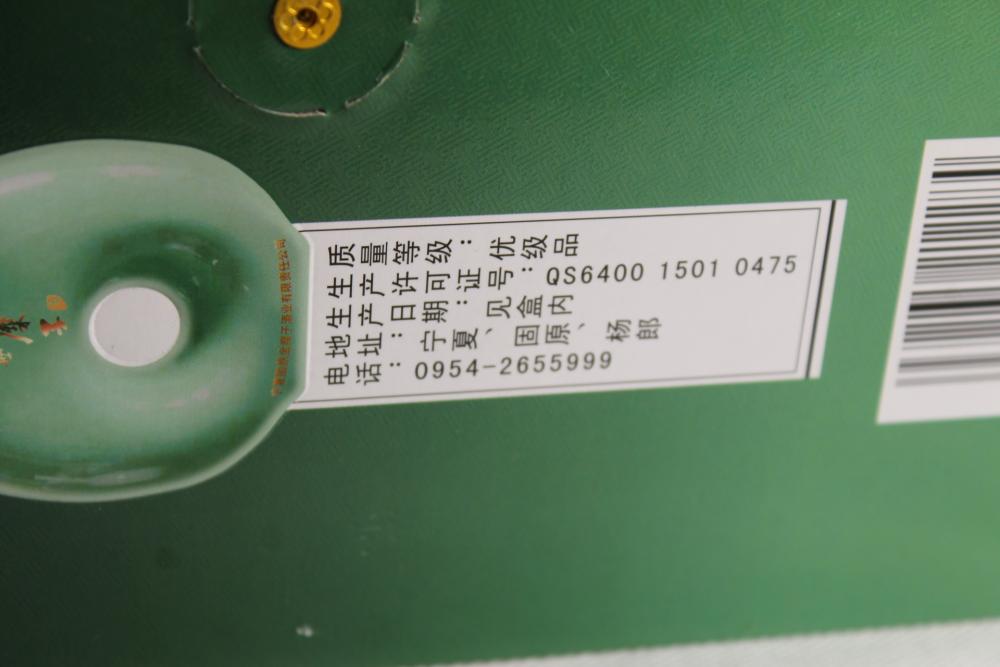 质量等级：优级品
生产许可证号：QS6400 1501 0475
生产日期：见盒内
地址：宁夏、固原、杨郎
电话：0954-2655999